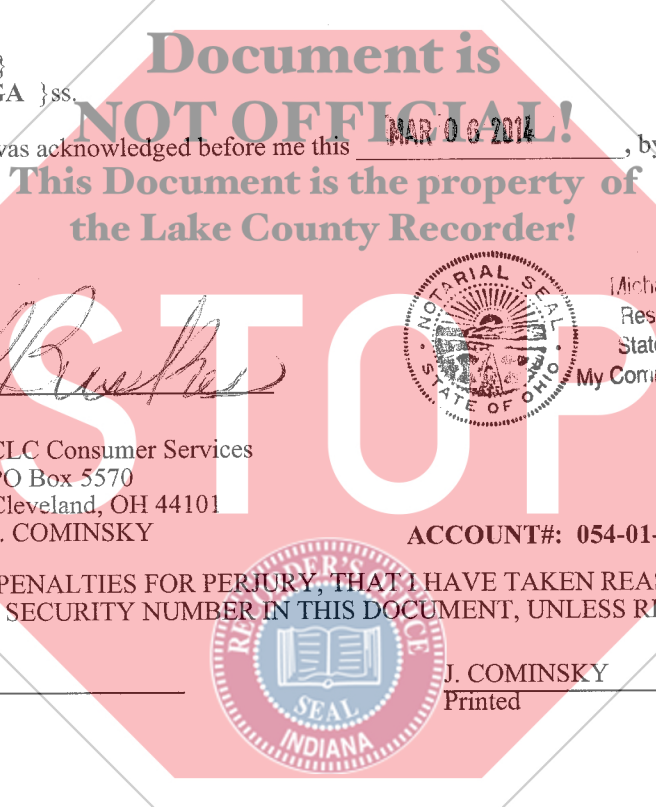 Document is
}
GA }ss.
NOT OFFICIAL!
was acknowledged before me this MAR 06 2014, by
This Document is the property of
the Lake County Recorder!
STOP
NOTARIAL SEAL
STATE OF OHIO
Micha
Res
State
My Com
CLC Consumer Services
PO Box 5570
Cleveland, OH 44101
. COMINSKY
ACCOUNT#: 054-01-
PENALTIES FOR PERJURY, THAT I HAVE TAKEN REAS
SECURITY NUMBER IN THIS DOCUMENT, UNLESS RE
RECORDER'S OFFICE
SEAL
INDIANA
J. COMINSKY
Printed